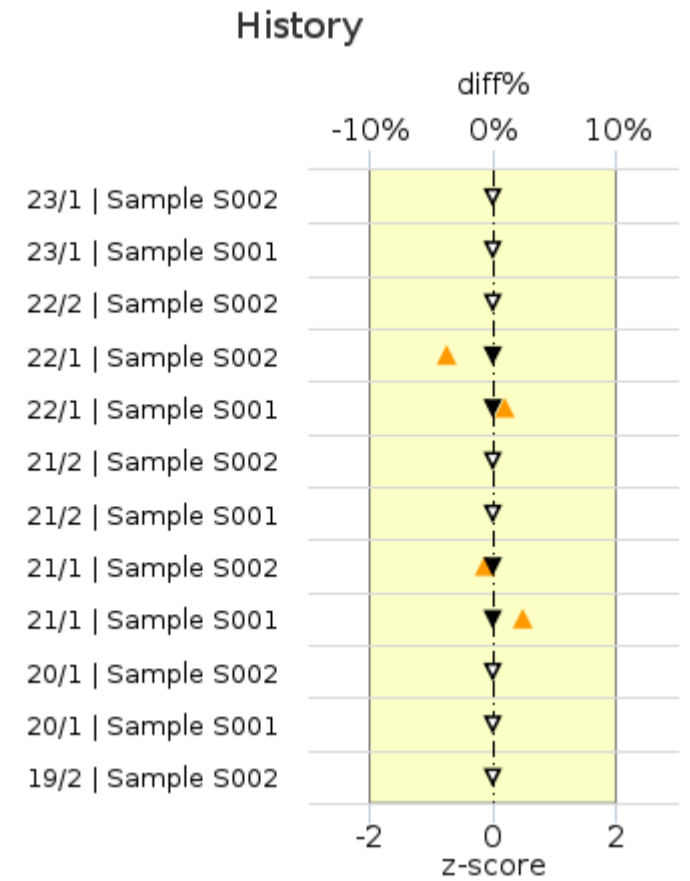 History
diff%
-10% 0% 10%
23/1 | Sample S002
23/1 | Sample S001
22/2 | Sample S002
22/1 | Sample S002
22/1 | Sample S001
21/2 | Sample S002
21/2 | Sample S001
21/1 | Sample S002
21/1 | Sample S001
20/1 | Sample S002
20/1 | Sample S001
19/2 | Sample S002
-2 0 2
z-score